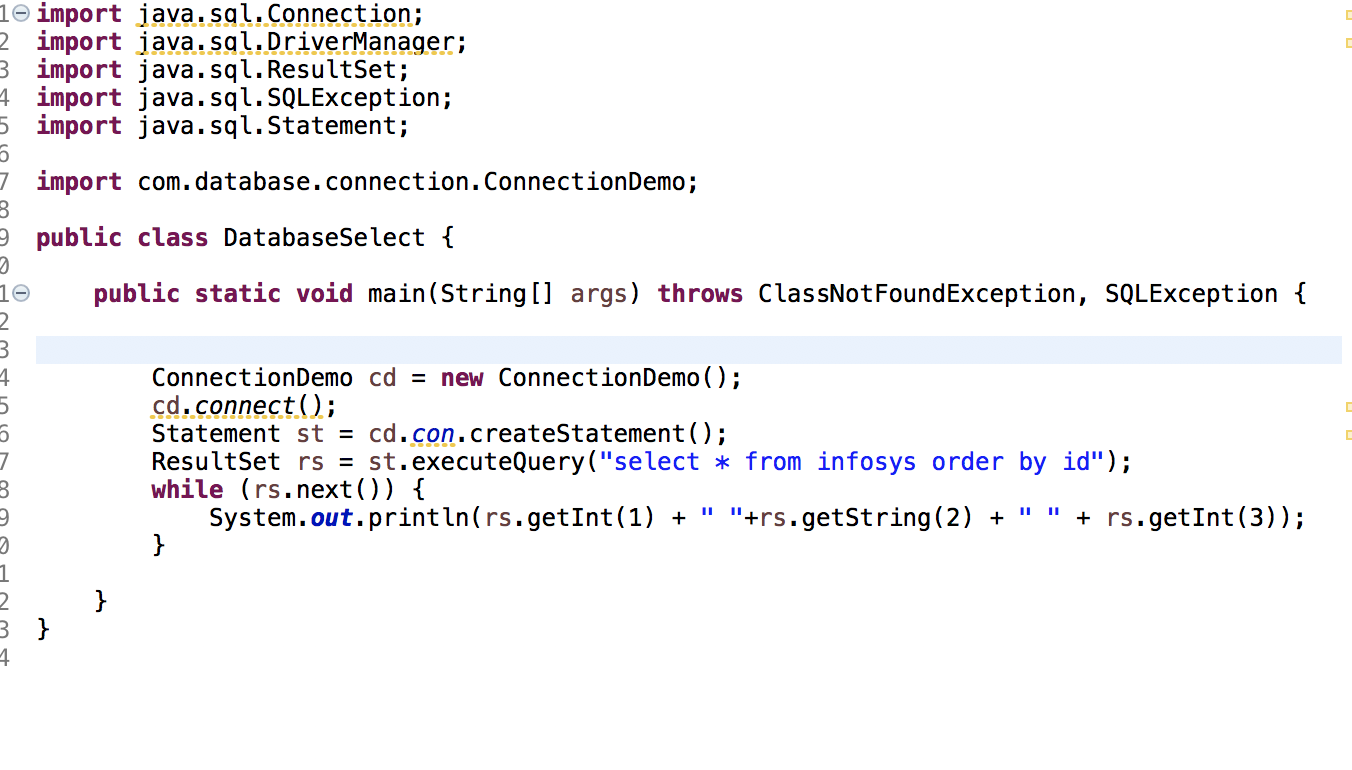 1 import java.sql.Connection;
2 import java.sql.DriverManager;
3 import java.sql.ResultSet;
4 import java.sql.SQLException;
5 import java.sql.Statement;
6
7 import com.database.connection.ConnectionDemo;
8
9 public class DatabaseSelect {
0
1 public static void main(String[] args) throws ClassNotFoundException, SQLException {
2
3
4 ConnectionDemo cd = new ConnectionDemo();
5 cd.connect();
6 Statement st = cd.con.createStatement();
7 ResultSet rs = st.executeQuery("select * from infosys order by id");
8 while (rs.next()) {
9 System.out.println(rs.getInt(1) + " "+rs.getString(2) + " " + rs.getInt(3));
0 }
1
2 }
3 }
4